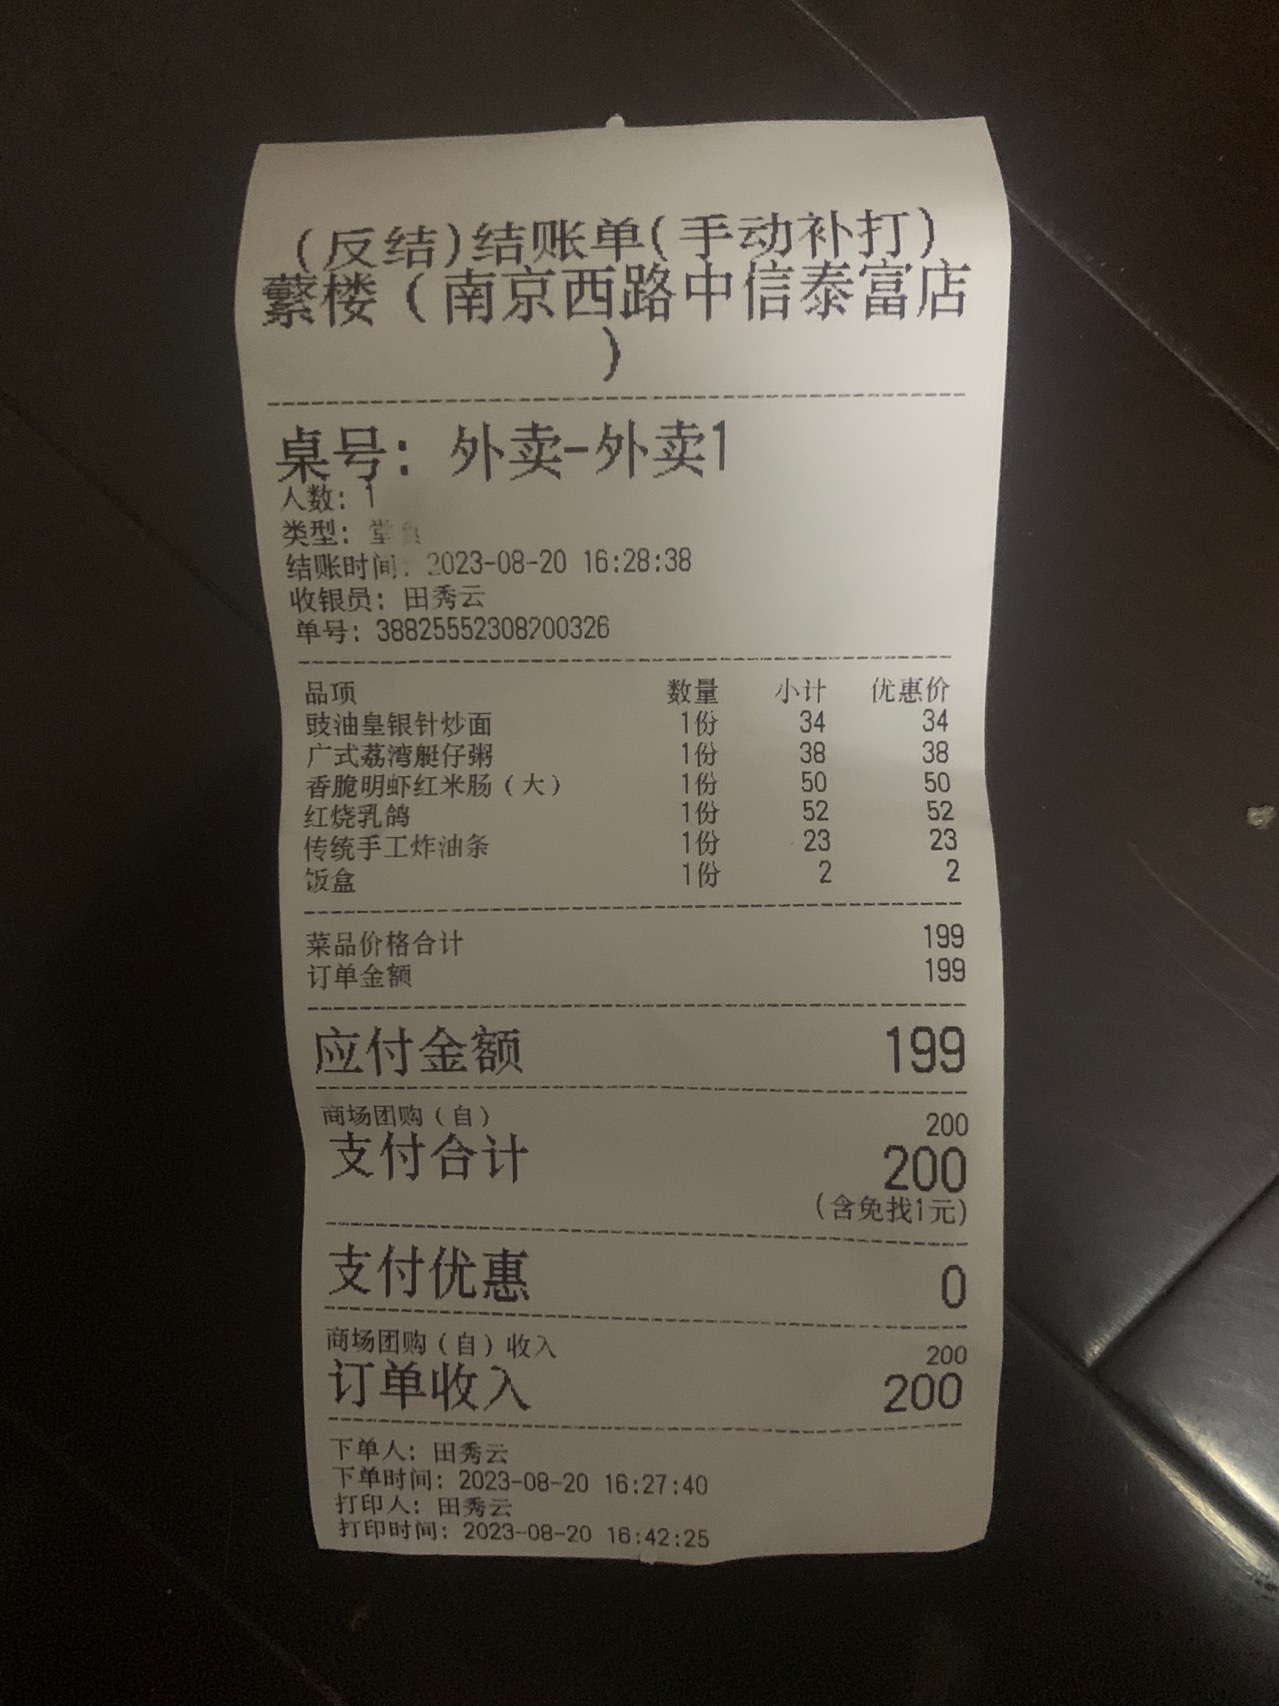 (反结)结账单(手动补打)
蘩楼（南京西路中信泰富店
）
桌号: 外卖-外卖1
人数: 1
类型: 堂食
结账时间: 2023-08-20 16:28:38
收银员: 田秀云
单号: 38825552308200326
品项 数量 小计 优惠价
豉油皇银针炒面 1份 34 34
广式荔湾艇仔粥 1份 38 38
香脆明虾红米肠（大） 1份 50 50
红烧乳鸽 1份 52 52
传统手工炸油条 1份 23 23
饭盒 1份 2 2
菜品价格合计 199
订单金额 199
应付金额 199
商场团购（自） 200
支付合计 200
(含免找1元)
支付优惠 0
商场团购（自）收入 200
订单收入 200
下单人: 田秀云
下单时间: 2023-08-20 16:27:40
打印人: 田秀云
打印时间: 2023-08-20 16:42:25